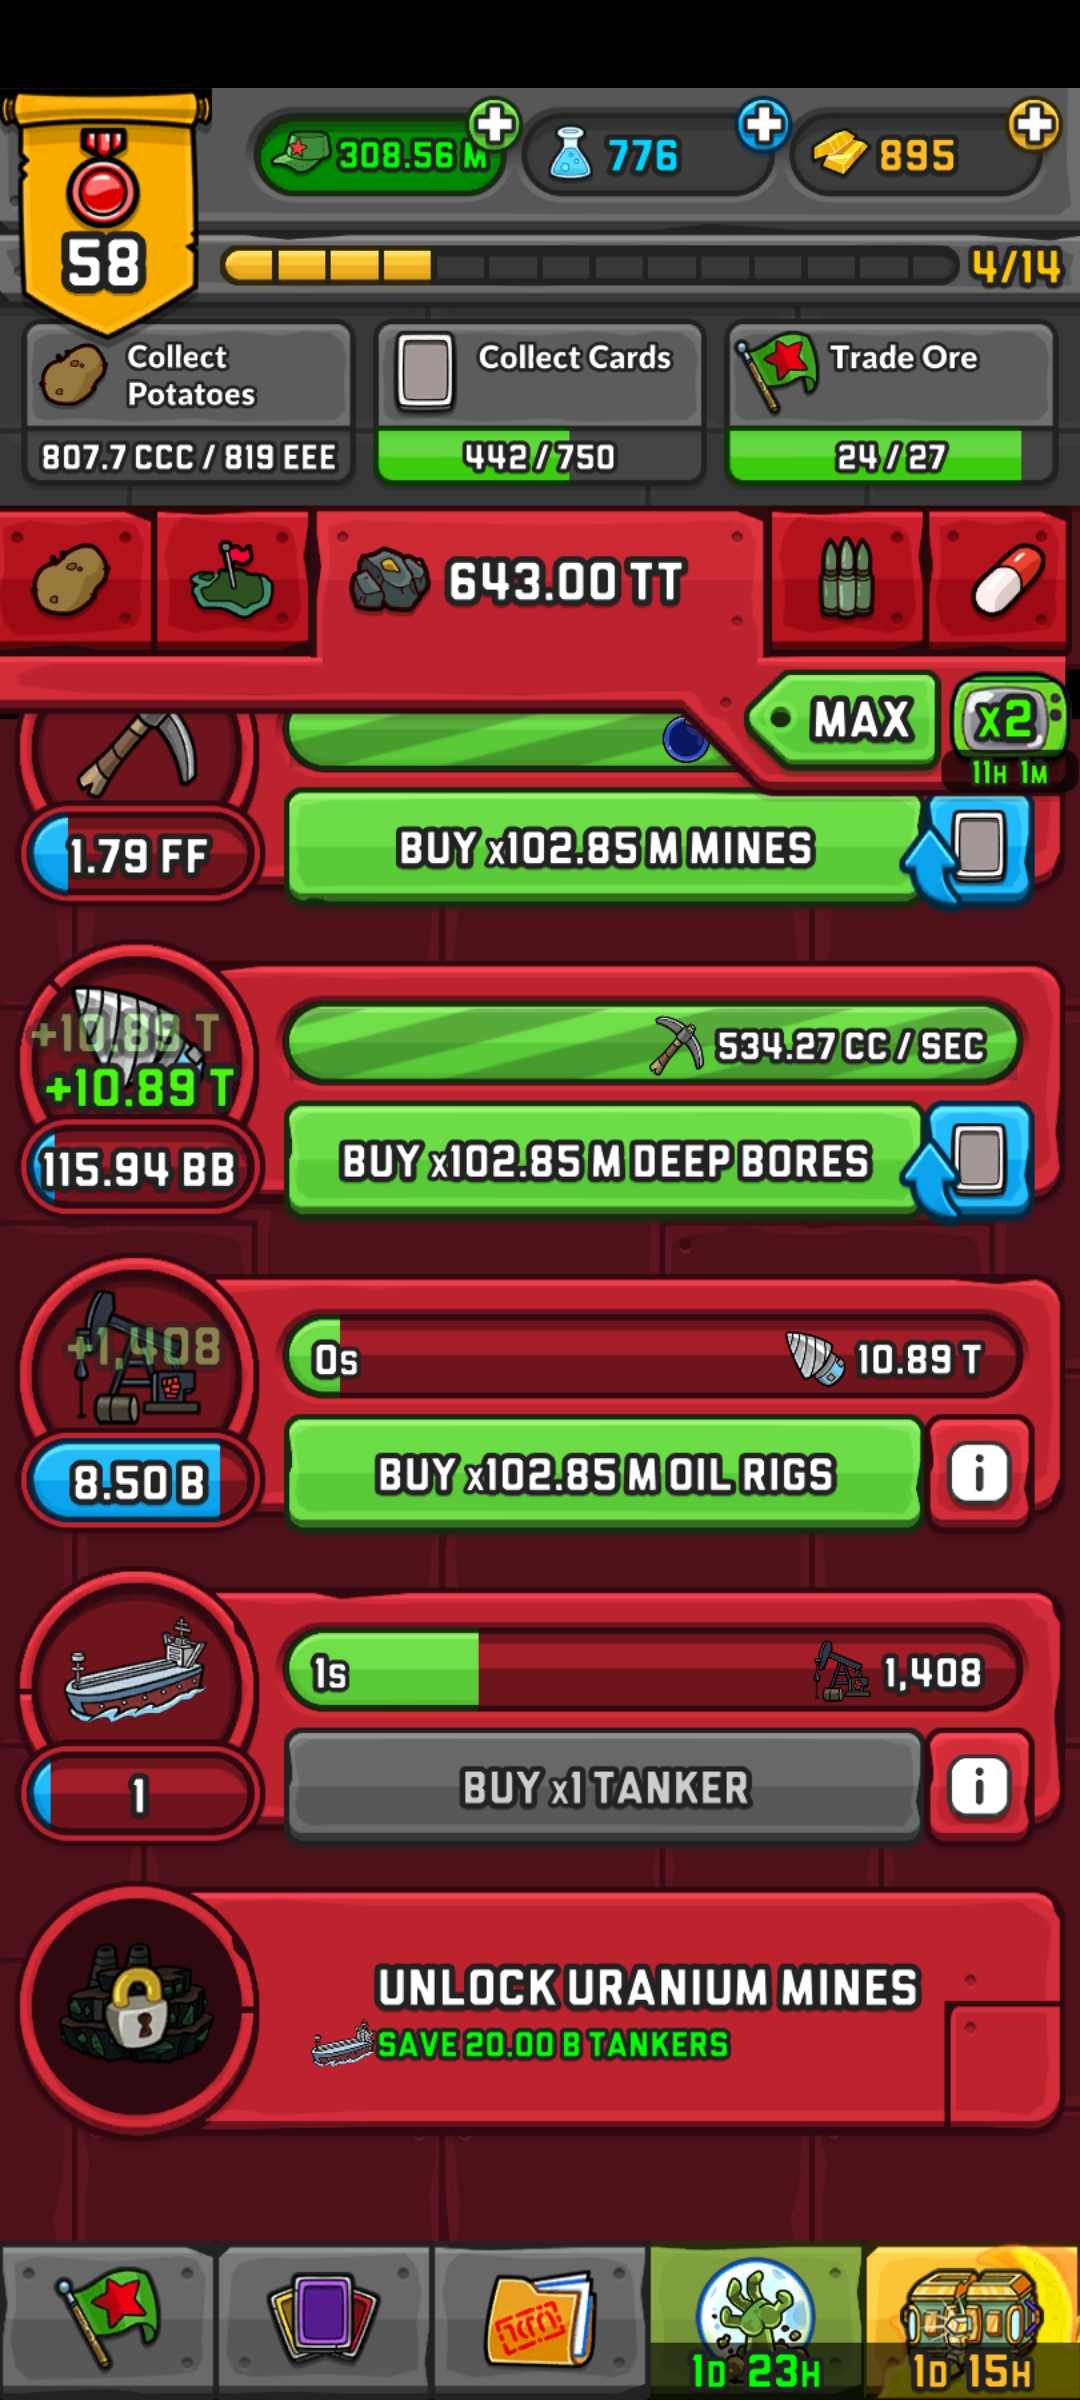 308.56 M
776
895
58
4/14
Collect
Potatoes
807.7 CCC / 819 EEE
Collect Cards
442/750
Trade Ore
24/27
643.00 TT
MAX
x2
11H 1M
1.79 FF
BUY x102.85 M MINES
+10.89 T
+10.89 T
534.27 CC / SEC
115.94 BB
BUY x102.85 M DEEP BORES
+1,408
0s
10.89 T
8.50 B
BUY x102.85 M OIL RIGS
i
1s
1,408
1
BUY x1 TANKER
i
UNLOCK URANIUM MINES
SAVE 20.00 B TANKERS
1D 23H
1D 15H